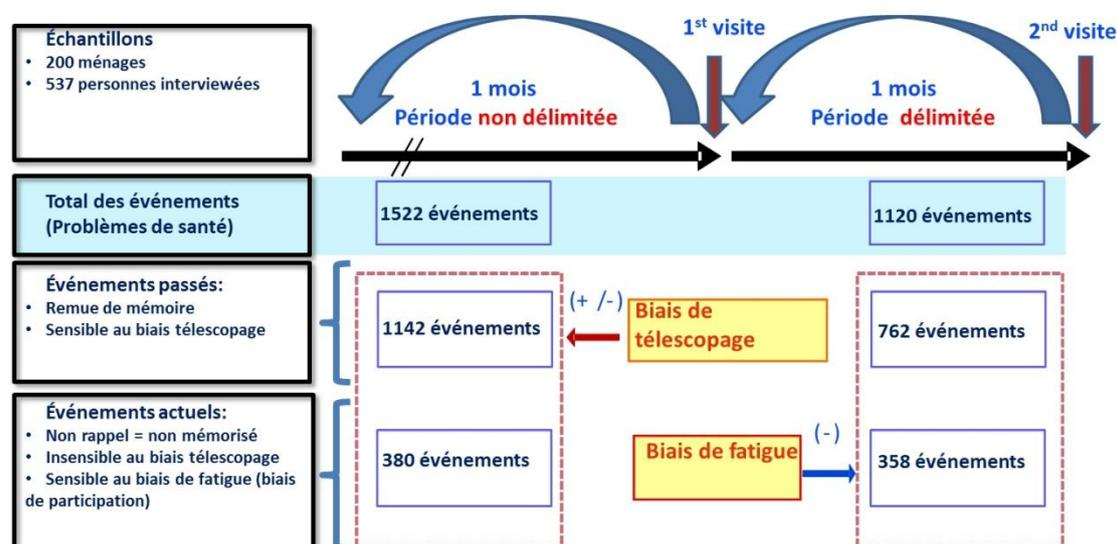 Échantillons
• 200 ménages
• 537 personnes interviewées
1st visite
2nd visite
1 mois
Période non délimitée
1 mois
Période délimitée
Total des événements
(Problèmes de santé)
1522 événements
1120 événements
Événements passés:
• Remue de mémoire
• Sensible au biais télescopage
1142 événements
(+ /-)
Biais de
télescopage
762 événements
Événements actuels:
• Non rappel = non mémorisé
• Insensible au biais télescopage
• Sensible au biais de fatigue (biais
de participation)
380 événements
Biais de fatigue
(-)
358 événements